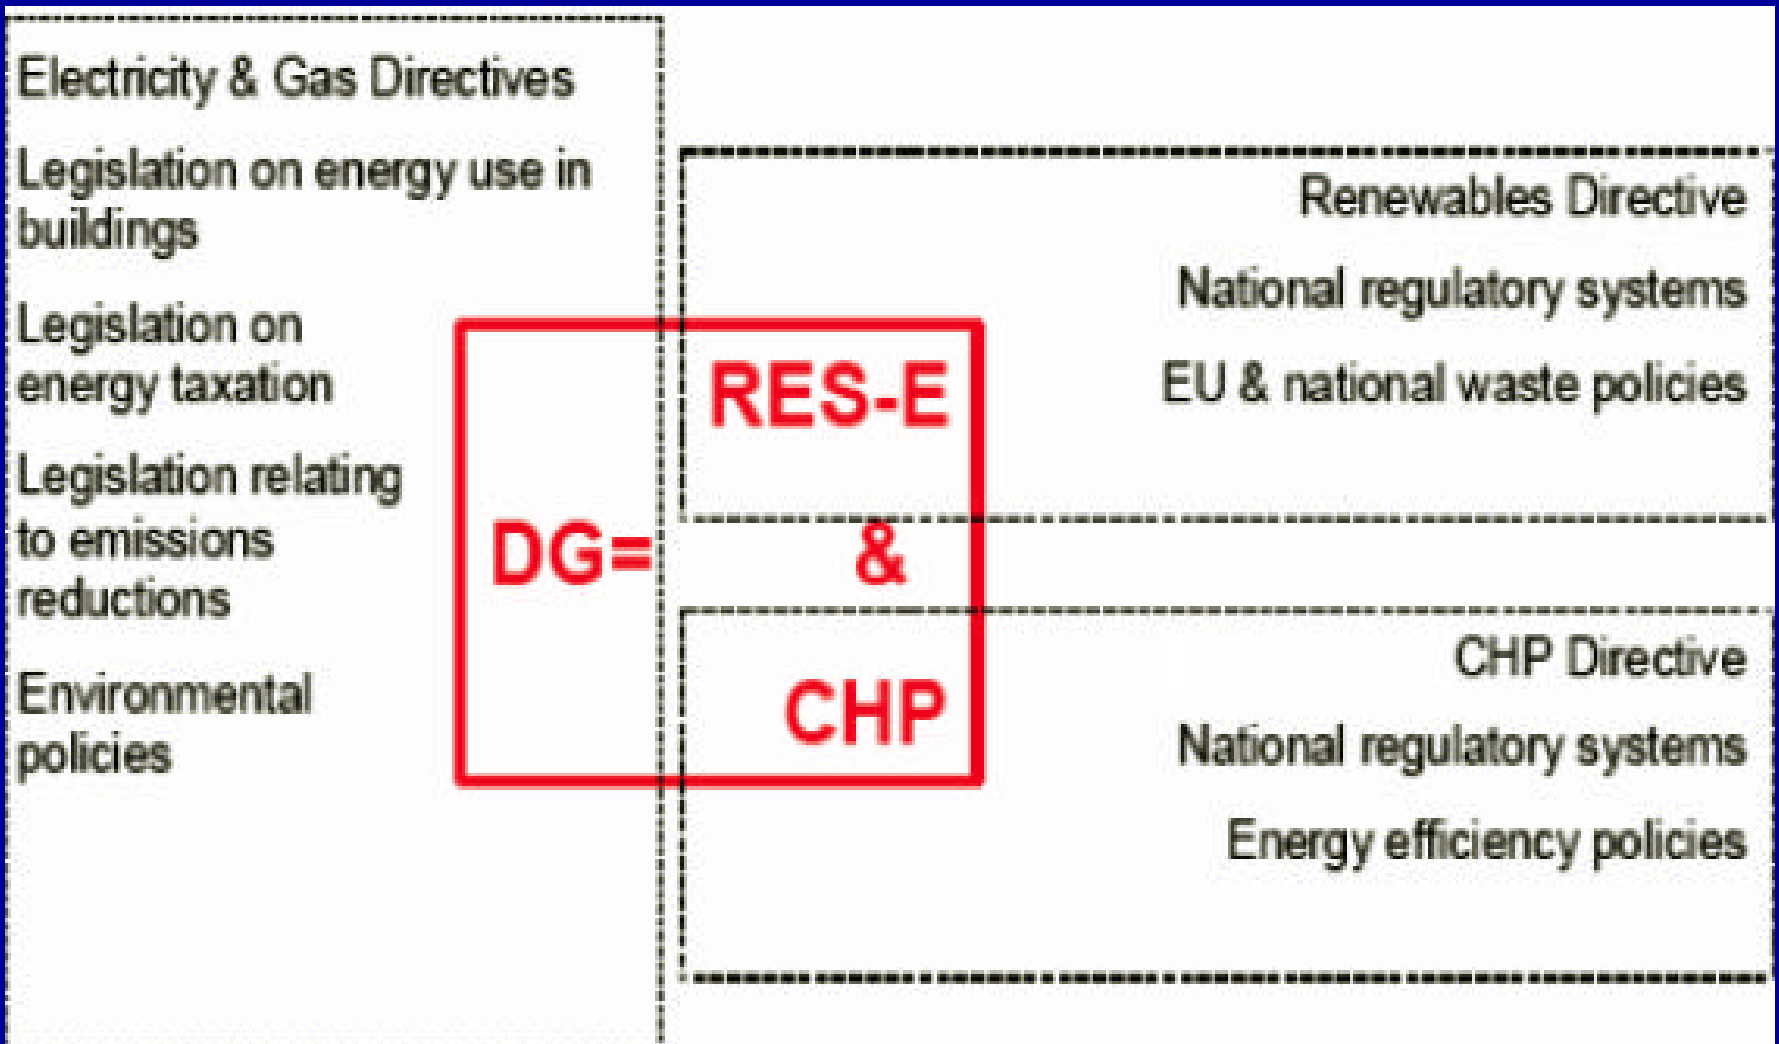 Electricity & Gas Directives
Legislation on energy use in
buildings
Legislation on
energy taxation
Legislation relating
to emissions
reductions
Environmental
policies
DG=
RES-E
&
CHP
Renewables Directive
National regulatory systems
EU & national waste policies
CHP Directive
National regulatory systems
Energy efficiency policies